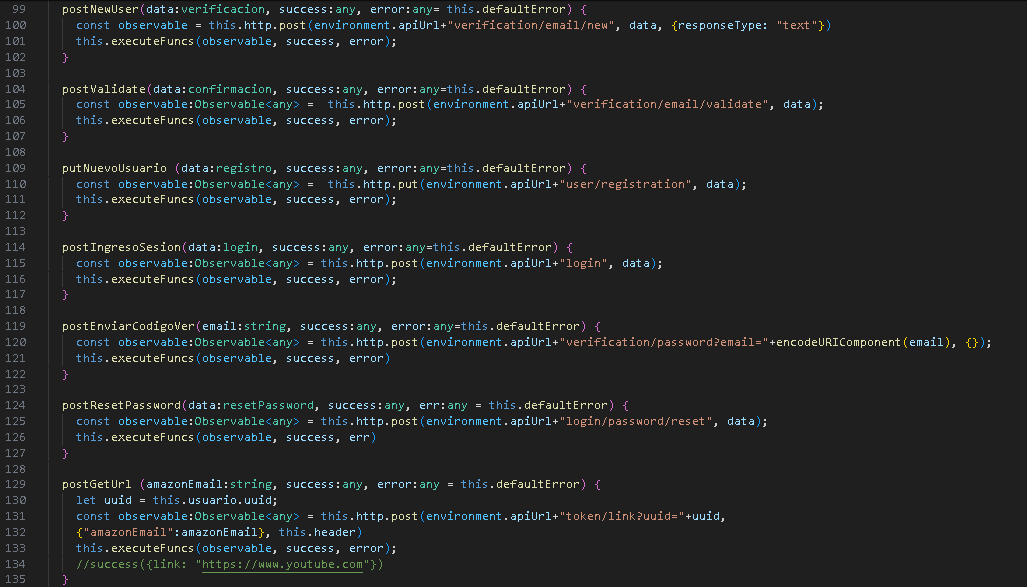 99 postNewUser(data:verificacion, success:any, error:any= this.defaultError) {
100 const observable = this.http.post(environment.apiUrl+"verification/email/new", data, {responseType: "text"})
101 this.executeFuncs(observable, success, error);
102 }
103
104 postValidate(data:confirmacion, success:any, error:any=this.defaultError) {
105 const observable:Observable<any> =  this.http.post(environment.apiUrl+"verification/email/validate", data);
106 this.executeFuncs(observable, success, error);
107 }
108
109 putNuevoUsuario (data:registro, success:any, error:any=this.defaultError) {
110 const observable:Observable<any> =  this.http.put(environment.apiUrl+"user/registration", data);
111 this.executeFuncs(observable, success, error);
112 }
113
114 postIngresoSesion(data:login, success:any, error:any=this.defaultError) {
115 const observable:Observable<any> = this.http.post(environment.apiUrl+"login", data);
116 this.executeFuncs(observable, success, error);
117 }
118
119 postEnviarCodigoVer(email:string, success:any, error:any=this.defaultError) {
120 const observable:Observable<any> = this.http.post(environment.apiUrl+"verification/password?email="+encodeURIComponent(email), {});
121 this.executeFuncs(observable, success, error)
122 }
123
124 postResetPassword(data:resetPassword, success:any, err:any = this.defaultError) {
125 const observable:Observable<any> = this.http.post(environment.apiUrl+"login/password/reset", data);
126 this.executeFuncs(observable, success, err)
127 }
128
129 postGetUrl (amazonEmail:string, success:any, error:any = this.defaultError) {
130 let uuid = this.usuario.uuid;
131 const observable:Observable<any> = this.http.post(environment.apiUrl+"token/link?uuid="+uuid,
132 {"amazonEmail":amazonEmail}, this.header)
133 this.executeFuncs(observable, success, error);
134 //success({link: "https://www.youtube.com"})
135 }